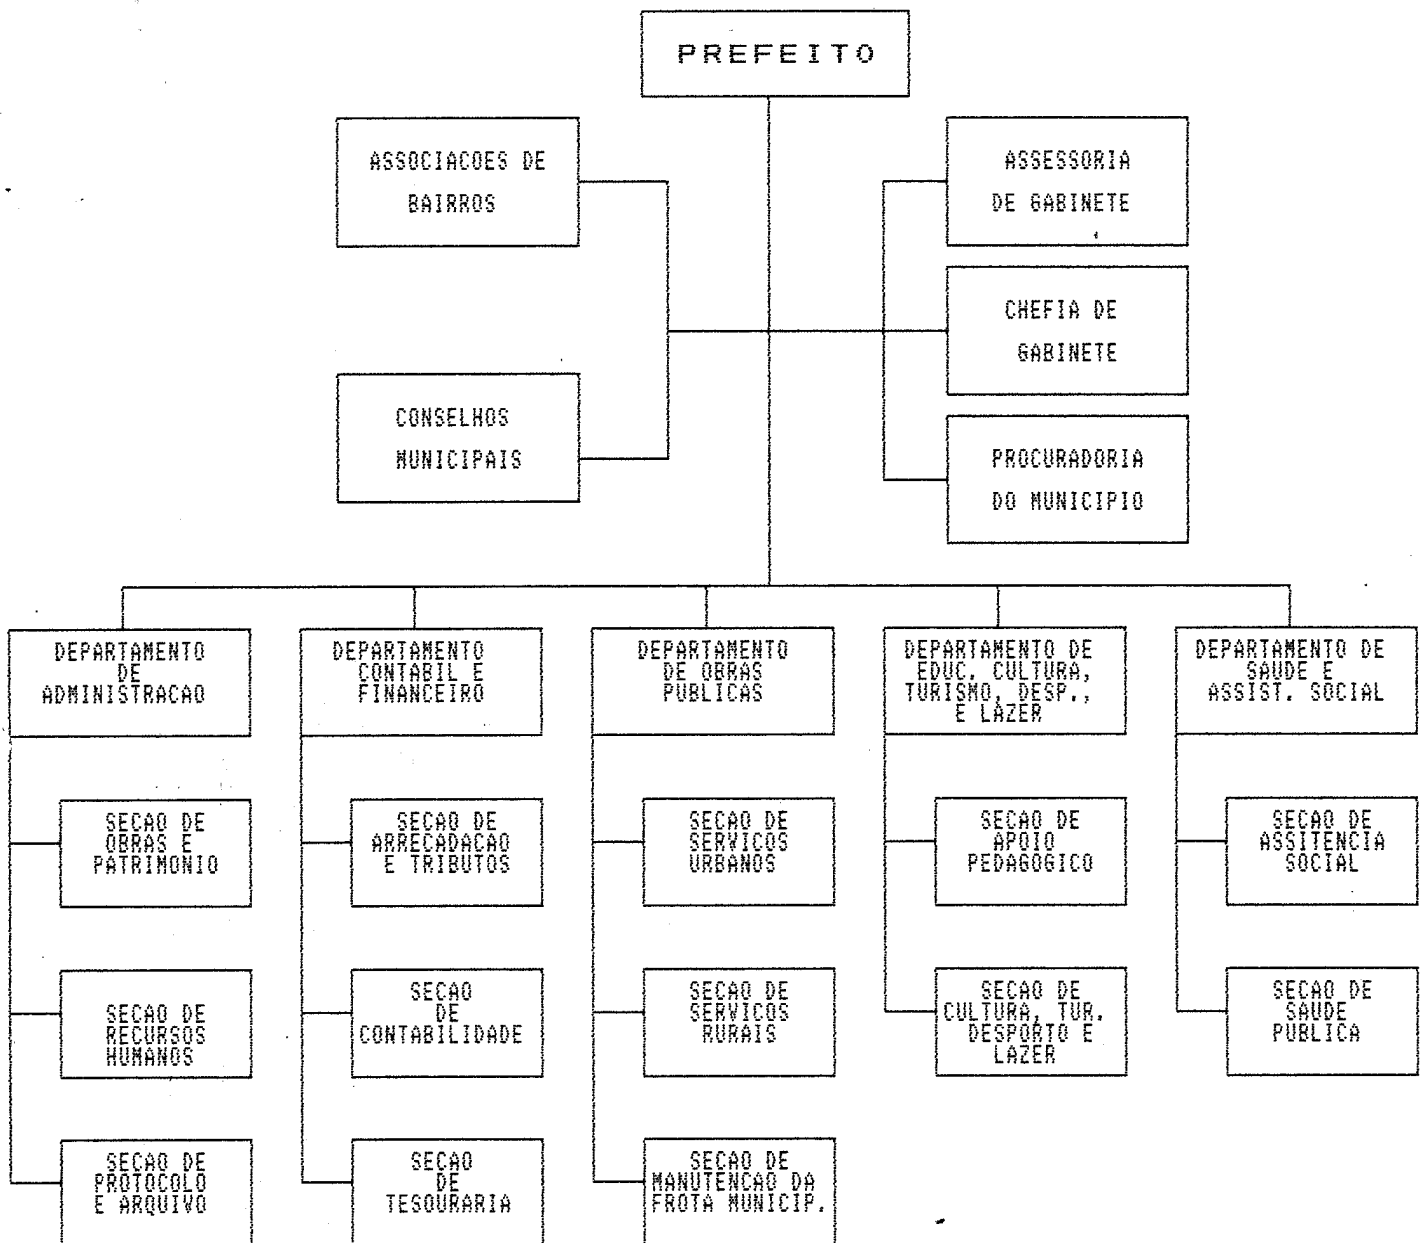 PREFEITO
ASSOCIACOES DE
BAIRROS
ASSESSORIA
DE GABINETE
CHEFIA DE
GABINETE
CONSELHOS
MUNICIPAIS
PROCURADORIA
DO MUNICIPIO
DEPARTAMENTO
DE
ADMINISTRACAO
DEPARTAMENTO
CONTABIL E
FINANCEIRO
DEPARTAMENTO
DE OBRAS
PUBLICAS
DEPARTAMENTO DE
EDUC. CULTURA,
TURISMO, DESP.,
E LAZER
DEPARTAMENTO DE
SAUDE E
ASSIST. SOCIAL
SECAO DE
OBRAS E
PATRIMONIO
SECAO DE
ARRECADACAO
E TRIBUTOS
SECAO DE
SERVICOS
URBANOS
SECAO DE
APOIO
PEDAGOGICO
SECAO DE
ASSITENCIA
SOCIAL
SECAO DE
RECURSOS
HUMANOS
SECAO
DE
CONTABILIDADE
SECAO DE
SERVICOS
RURAIS
SECAO DE
CULTURA, TUR.
DESPORTO E
LAZER
SECAO DE
SAUDE
PUBLICA
SECAO DE
PROTOCOLO
E ARQUIVO
SECAO
DE
TESOURARIA
SECAO DE
MANUTENCAO DA
FROTA MUNICIP.